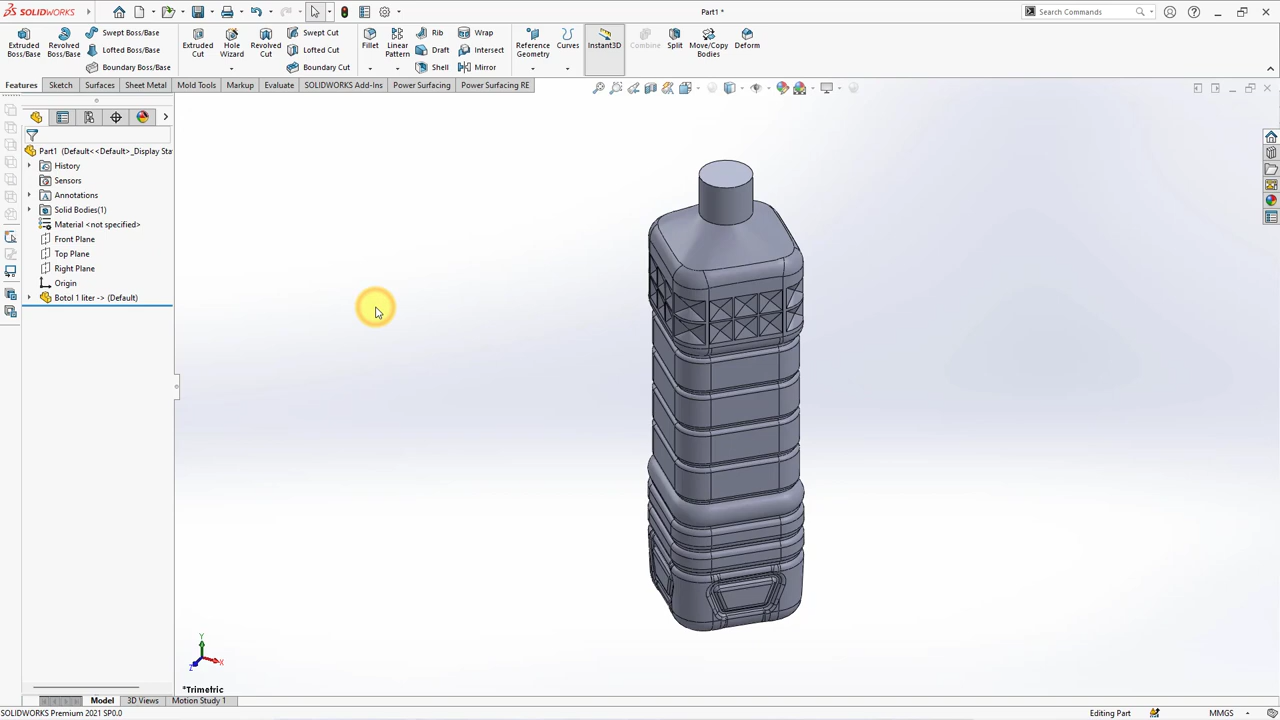 SOLIDWORKS
Part1 *
Search Commands
Extruded Boss/Base
Revolved Boss/Base
Swept Boss/Base
Lofted Boss/Base
Boundary Boss/Base
Extruded Cut
Hole Wizard
Revolved Cut
Swept Cut
Lofted Cut
Boundary Cut
Fillet
Linear Pattern
Rib
Draft
Shell
Wrap
Intersect
Mirror
Reference Geometry
Curves
Instant3D
Combine
Split
Move/Copy Bodies
Deform
Features
Sketch
Surfaces
Sheet Metal
Mold Tools
Markup
Evaluate
SOLIDWORKS Add-Ins
Power Surfacing
Power Surfacing RE
Part1 (Default<<Default>_Display Sta
History
Sensors
Annotations
Solid Bodies(1)
Material <not specified>
Front Plane
Top Plane
Right Plane
Origin
Botol 1 liter -> (Default)
Y
X
Z
*Trimetric
Model
3D Views
Motion Study 1
SOLIDWORKS Premium 2021 SP0.0
Editing Part
MMGS